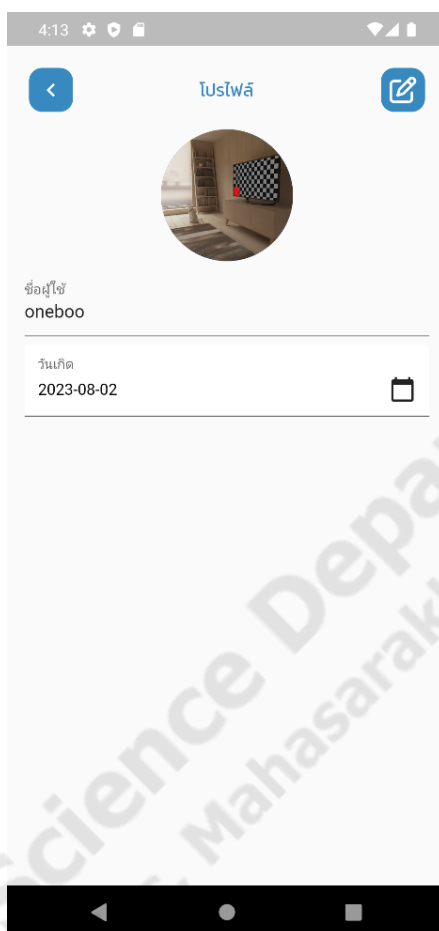 4:13
โปรไฟล์
ชื่อผู้ใช้
oneboo
วันเกิด
2023-08-02
Science Depa
Mahasarak